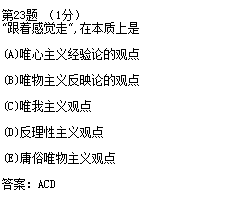 第23题 （1分）
“跟着感觉走”,在本质上是
(A)唯心主义经验论的观点
(B)唯物主义反映论的观点
(C)唯我主义观点
(D)反理性主义观点
(E)庸俗唯物主义观点
答案：ACD